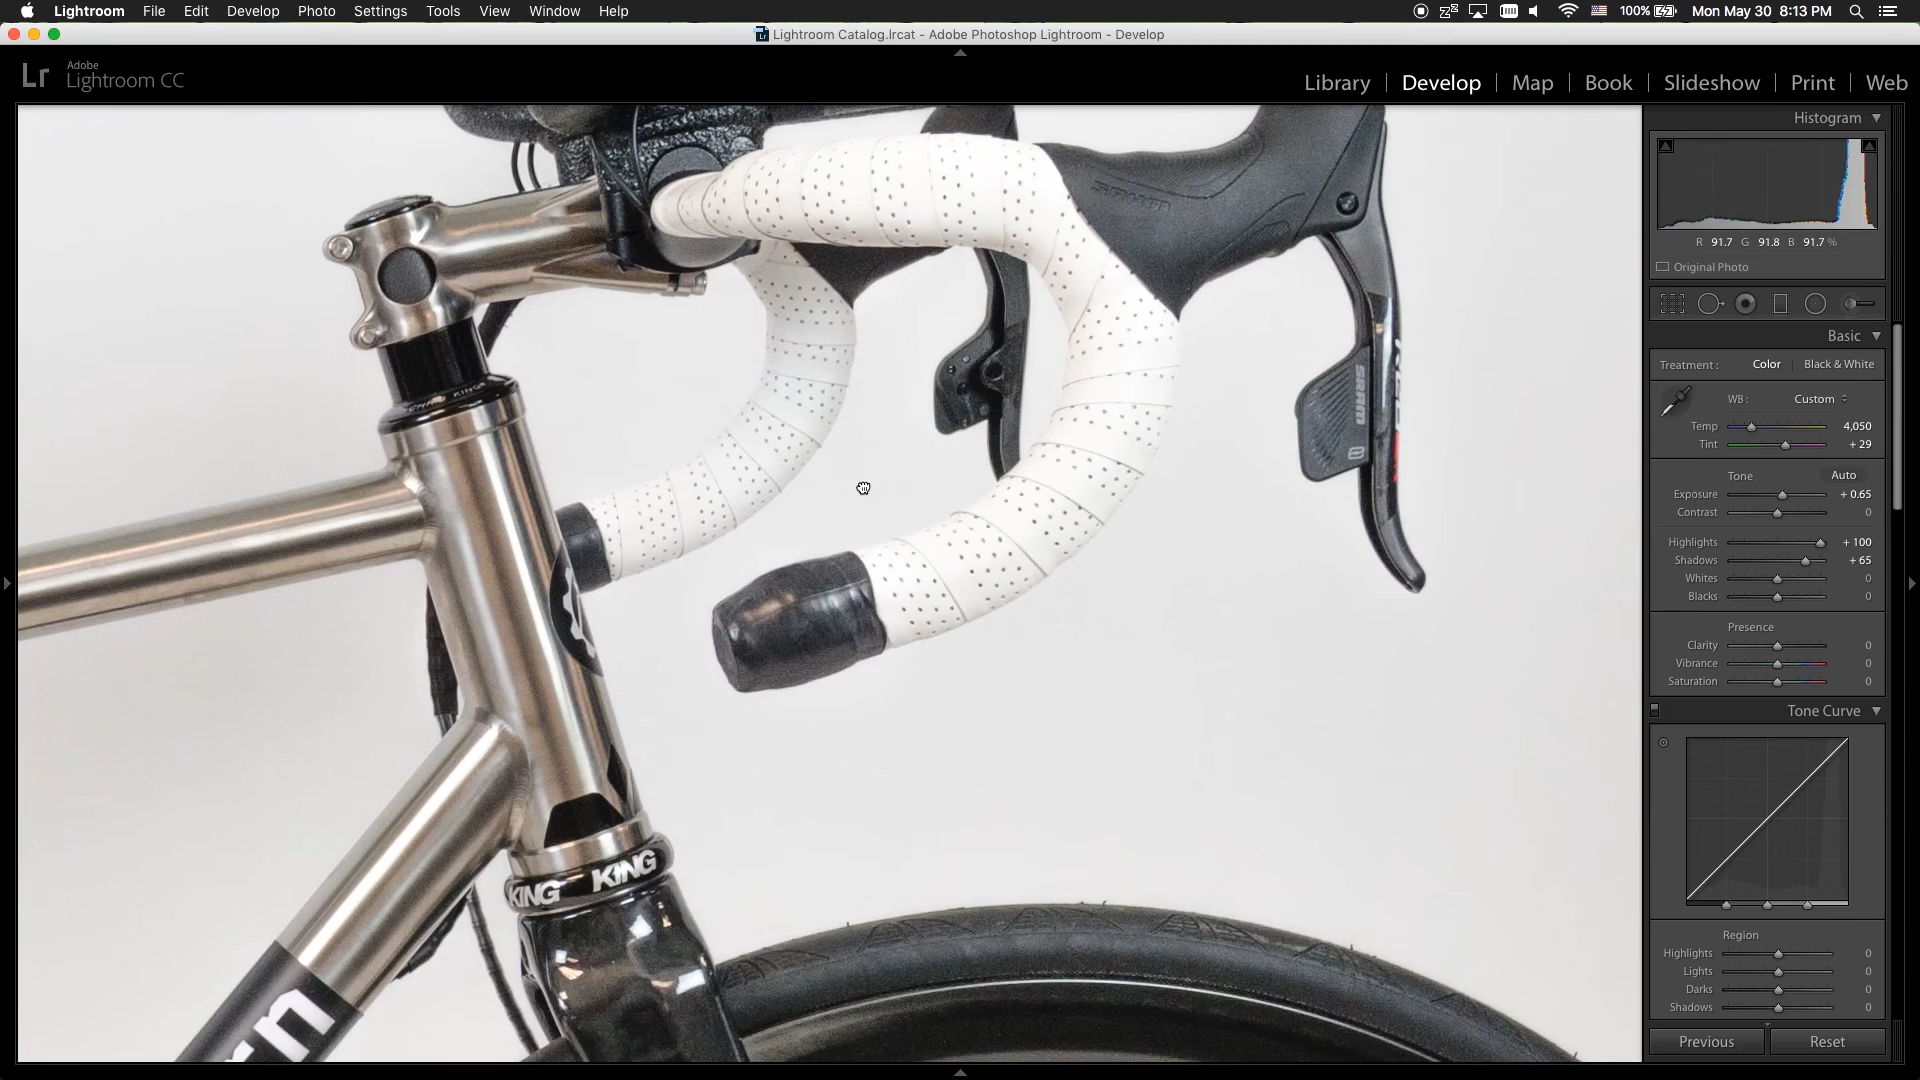 Lightroom File Edit Develop Photo Settings Tools View Window Help 100% Mon May 30 8:13 PM
Lightroom Catalog.lrcat - Adobe Photoshop Lightroom - Develop
Lr Adobe
Lightroom CC
Library | Develop | Map | Book | Slideshow | Print | Web
Histogram
R 91.7 G 91.8 B 91.7 %
Original Photo
Basic
Treatment : Color | Black & White
WB : Custom
Temp 4,050
Tint + 29
Tone Auto
Exposure + 0.65
Contrast 0
Highlights + 100
Shadows + 65
Whites 0
Blacks 0
Presence
Clarity 0
Vibrance 0
Saturation 0
Tone Curve
Region
Highlights 0
Lights 0
Darks 0
Shadows 0
Previous Reset
SRAM
SRAM
KING KING